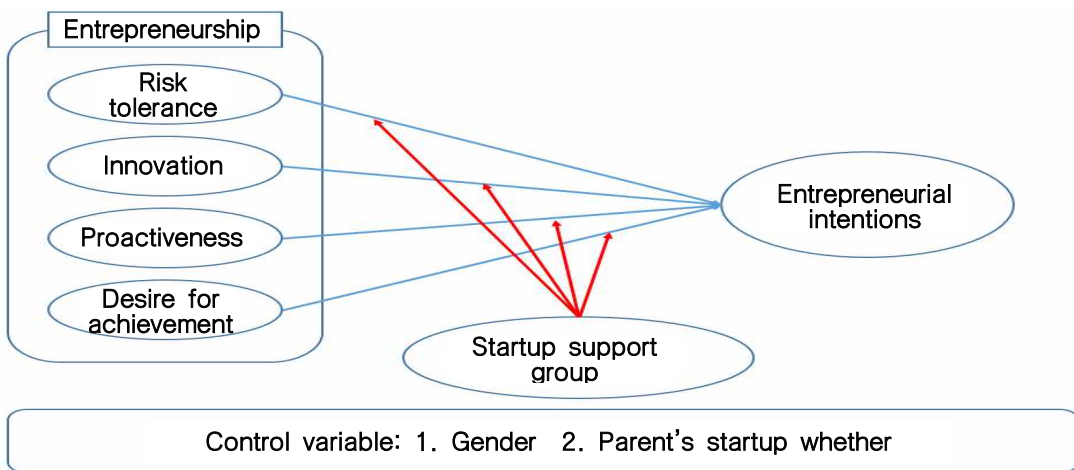 Entrepreneurship
Risk
tolerance
Innovation
Proactiveness
Desire for
achievement
Entrepreneurial
intentions
Startup support
group
Control variable: 1. Gender 2. Parent's startup whether